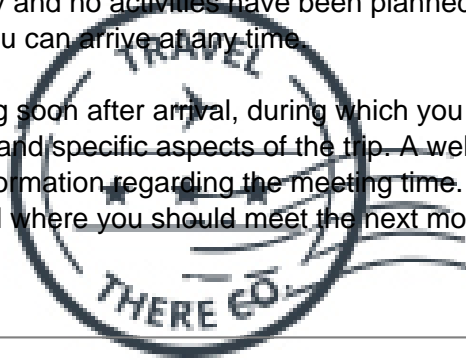 y and no activities have been planned
u can arrive at any time.
TRAVEL
g soon after arrival, during which you
and specific aspects of the trip. A wel
ormation regarding the meeting time.
l where you should meet the next mo
THERE CO.